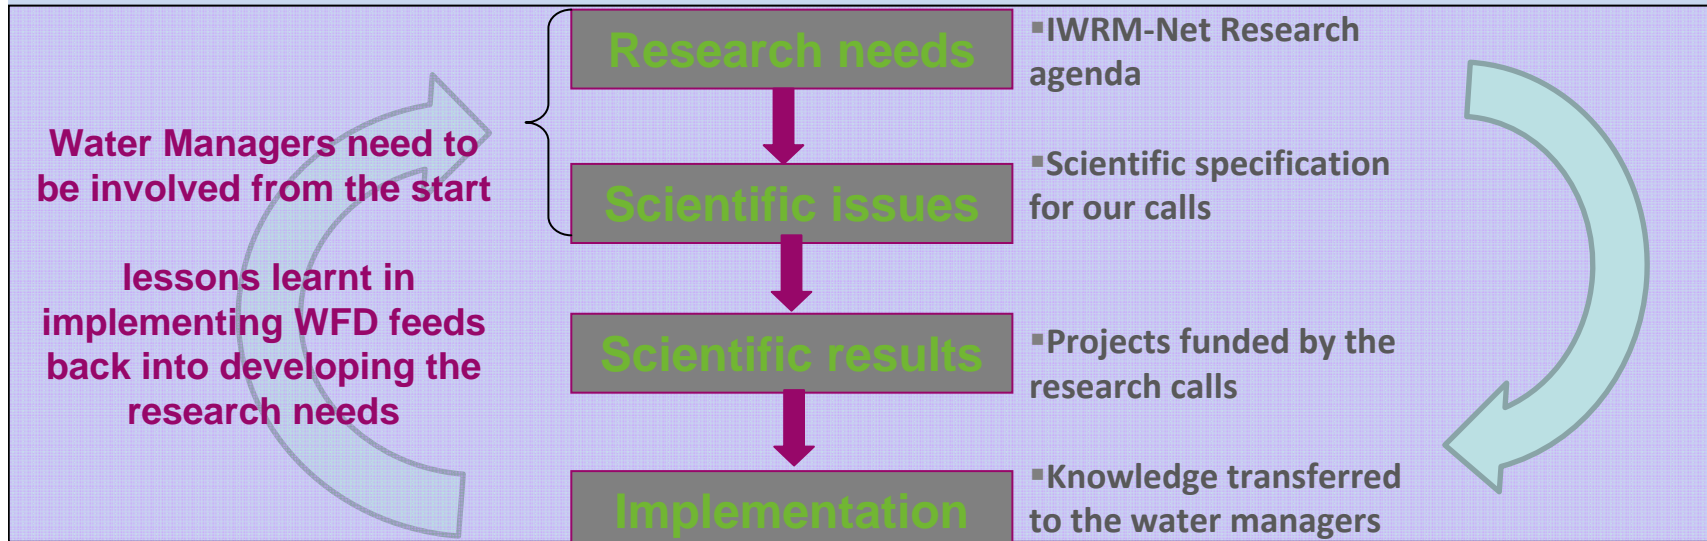 Water Managers need to
be involved from the start
lessons learnt in
implementing WFD feeds
back into developing the
research needs
Research needs
Scientific issues
Scientific results
Implementation
▪IWRM-Net Research
agenda
▪Scientific specification
for our calls
▪Projects funded by the
research calls
▪Knowledge transferred
to the water managers